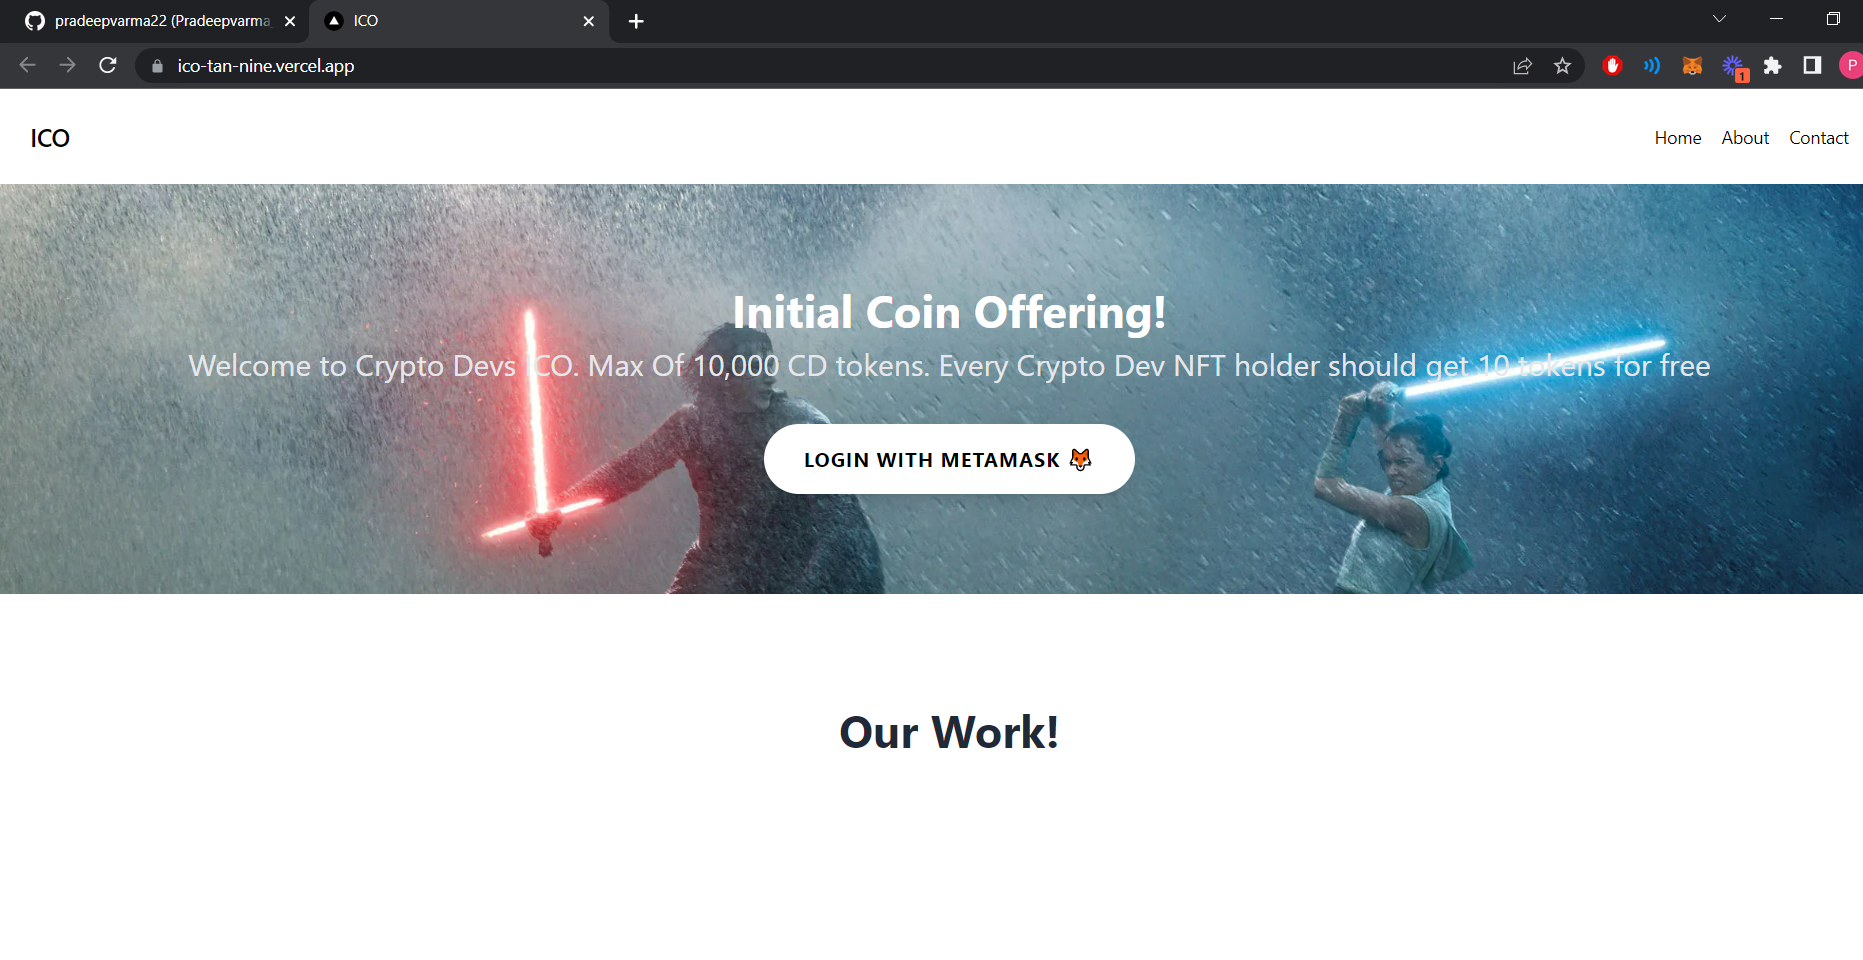 pradeepvarma22 (Pradeepvarma
ICO
ico-tan-nine.vercel.app
1
P
ICO
Home About Contact
Initial Coin Offering!
Welcome to Crypto Devs ICO. Max Of 10,000 CD tokens. Every Crypto Dev NFT holder should get 10 tokens for free
LOGIN WITH METAMASK
Our Work!